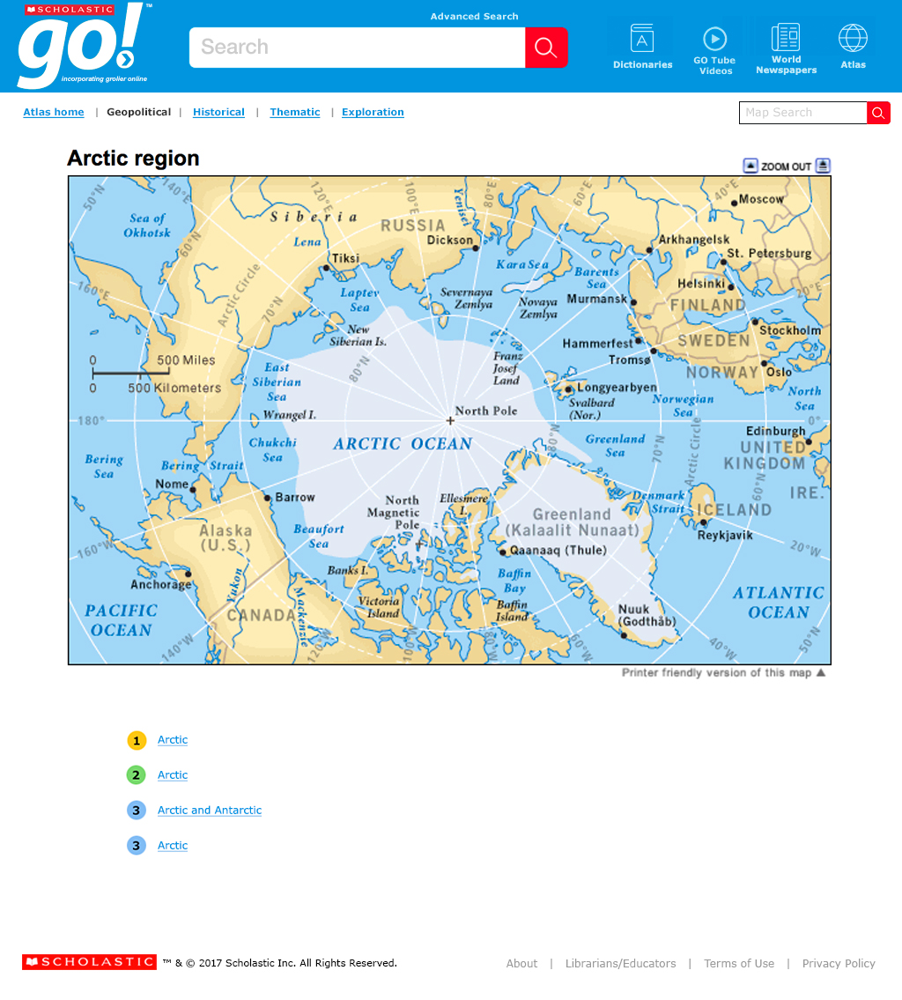 SCHOLASTIC
go!™
incorporating grolier online
Advanced Search
Search
Dictionaries
GO Tube
Videos
World
Newspapers
Atlas
Atlas home | Geopolitical | Historical | Thematic | Exploration
Map Search
Arctic region
ZOOM OUT
50°N
140°E
Sea of
Okhotsk
60°N
120°E
Siberia
Lena
100°E
RUSSIA
Yenisei
80°E
Dickson
60°E
40°E
Moscow
Arkhangelsk
St. Petersburg
Tiksi
Kara Sea
Barents
Sea
160°E
Arctic Circle
70°N
Laptev
Sea
Severnaya
Zemlya
Novaya
Zemlya
Murmansk
Helsinki
20°E
FINLAND
New
Siberian Is.
Stockholm
SWEDEN
Hammerfest
Tromsø
0
500 Miles
0
500 Kilometers
80°N
East
Siberian
Sea
Franz
Josef
Land
NORWAY
Oslo
Longyearbyen
Svalbard
(Nor.)
Norwegian
Sea
North
Sea
180°
Wrangel I.
North Pole
0°
Chukchi
Sea
ARCTIC OCEAN
80°N
Greenland
Sea
70°N
Arctic Circle
Edinburgh
UNITED
KINGDOM
Bering
Sea
Bering Strait
60°N
IRE.
Nome
Barrow
North
Magnetic
Pole
Ellesmere
I.
Denmark
Strait
ICELAND
Greenland
(Kalaalit Nunaat)
Reykjavik
Alaska
(U.S.)
Beaufort
Sea
160°W
Qaanaaq (Thule)
20°W
Anchorage
Yukon
Banks I.
Baffin
Bay
Victoria
Island
Baffin
Island
ATLANTIC
OCEAN
PACIFIC
OCEAN
CANADA
Mackenzie
Nuuk
(Godthåb)
140°W
120°W
100°W
80°W
60°W
40°W
50°N
Printer friendly version of this map
1 Arctic
2 Arctic
3 Arctic and Antarctic
3 Arctic
SCHOLASTIC ™ & © 2017 Scholastic Inc. All Rights Reserved.
About | Librarians/Educators | Terms of Use | Privacy Policy